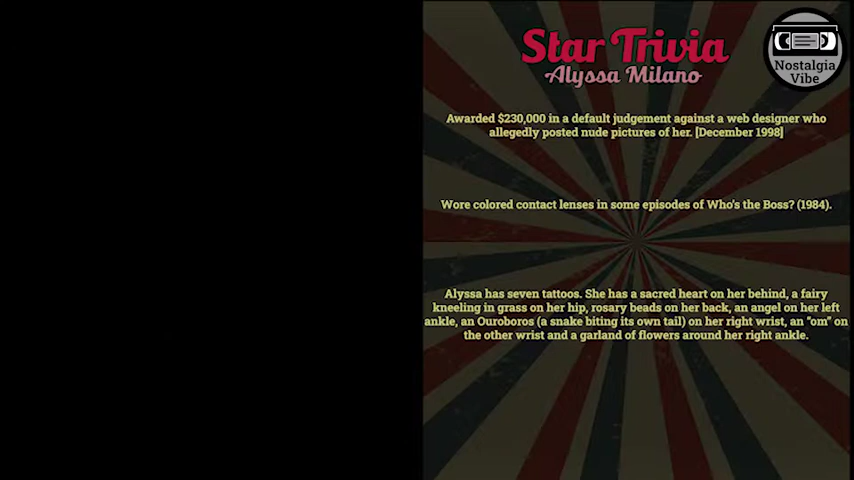 Star Trivia
Alyssa Milano
Nostalgia
Vibe
Awarded $230,000 in a default judgement against a web designer who
allegedly posted nude pictures of her. [December 1998]
Wore colored contact lenses in some episodes of Who's the Boss? (1984).
Alyssa has seven tattoos. She has a sacred heart on her behind, a fairy
kneeling in grass on her hip, rosary beads on her back, an angel on her left
ankle, an Ouroboros (a snake biting its own tail) on her right wrist, an "om" on
the other wrist and a garland of flowers around her right ankle.